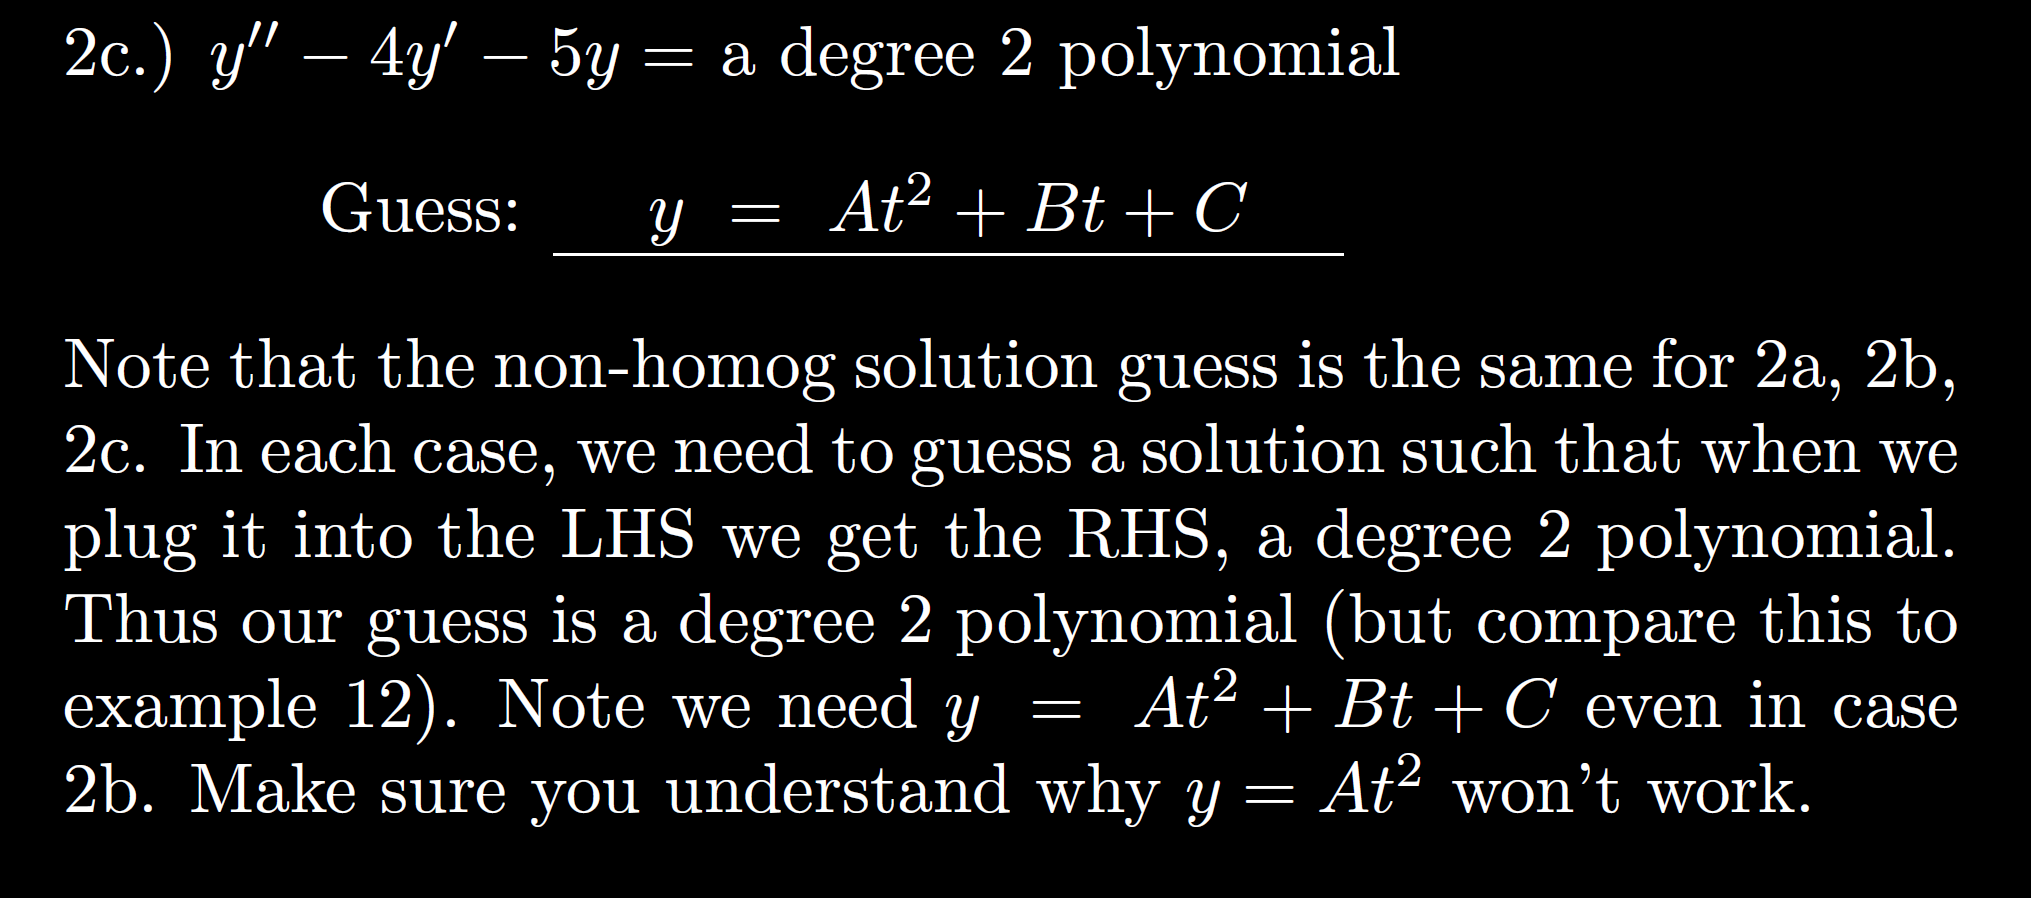 2c.) y″ − 4y′ − 5y = a degree 2 polynomial
Guess: y = At² + Bt + C
Note that the non-homog solution guess is the same for 2a, 2b,
2c. In each case, we need to guess a solution such that when we
plug it into the LHS we get the RHS, a degree 2 polynomial.
Thus our guess is a degree 2 polynomial (but compare this to
example 12). Note we need y = At² + Bt + C even in case
2b. Make sure you understand why y = At² won’t work.